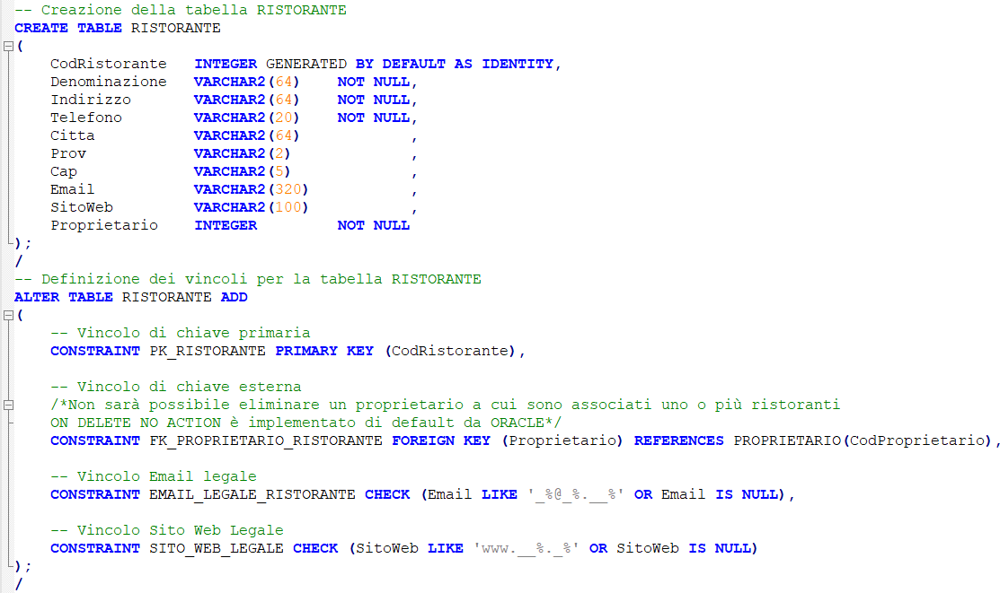 -- Creazione della tabella RISTORANTE
CREATE TABLE RISTORANTE
(
    CodRistorante   INTEGER GENERATED BY DEFAULT AS IDENTITY,
    Denominazione   VARCHAR2(64)    NOT NULL,
    Indirizzo       VARCHAR2(64)    NOT NULL,
    Telefono        VARCHAR2(20)    NOT NULL,
    Citta           VARCHAR2(64)            ,
    Prov            VARCHAR2(2)             ,
    Cap             VARCHAR2(5)             ,
    Email           VARCHAR2(320)           ,
    SitoWeb         VARCHAR2(100)           ,
    Proprietario    INTEGER         NOT NULL
);
/
-- Definizione dei vincoli per la tabella RISTORANTE
ALTER TABLE RISTORANTE ADD
(
    -- Vincolo di chiave primaria
    CONSTRAINT PK_RISTORANTE PRIMARY KEY (CodRistorante),

    -- Vincolo di chiave esterna
    /*Non sarà possibile eliminare un proprietario a cui sono associati uno o più ristoranti
    ON DELETE NO ACTION è implementato di default da ORACLE*/
    CONSTRAINT FK_PROPRIETARIO_RISTORANTE FOREIGN KEY (Proprietario) REFERENCES PROPRIETARIO(CodProprietario),

    -- Vincolo Email legale
    CONSTRAINT EMAIL_LEGALE_RISTORANTE CHECK (Email LIKE '_%@_%.__%' OR Email IS NULL),

    -- Vincolo Sito Web Legale
    CONSTRAINT SITO_WEB_LEGALE CHECK (SitoWeb LIKE 'www.__%._%' OR SitoWeb IS NULL)
);
/